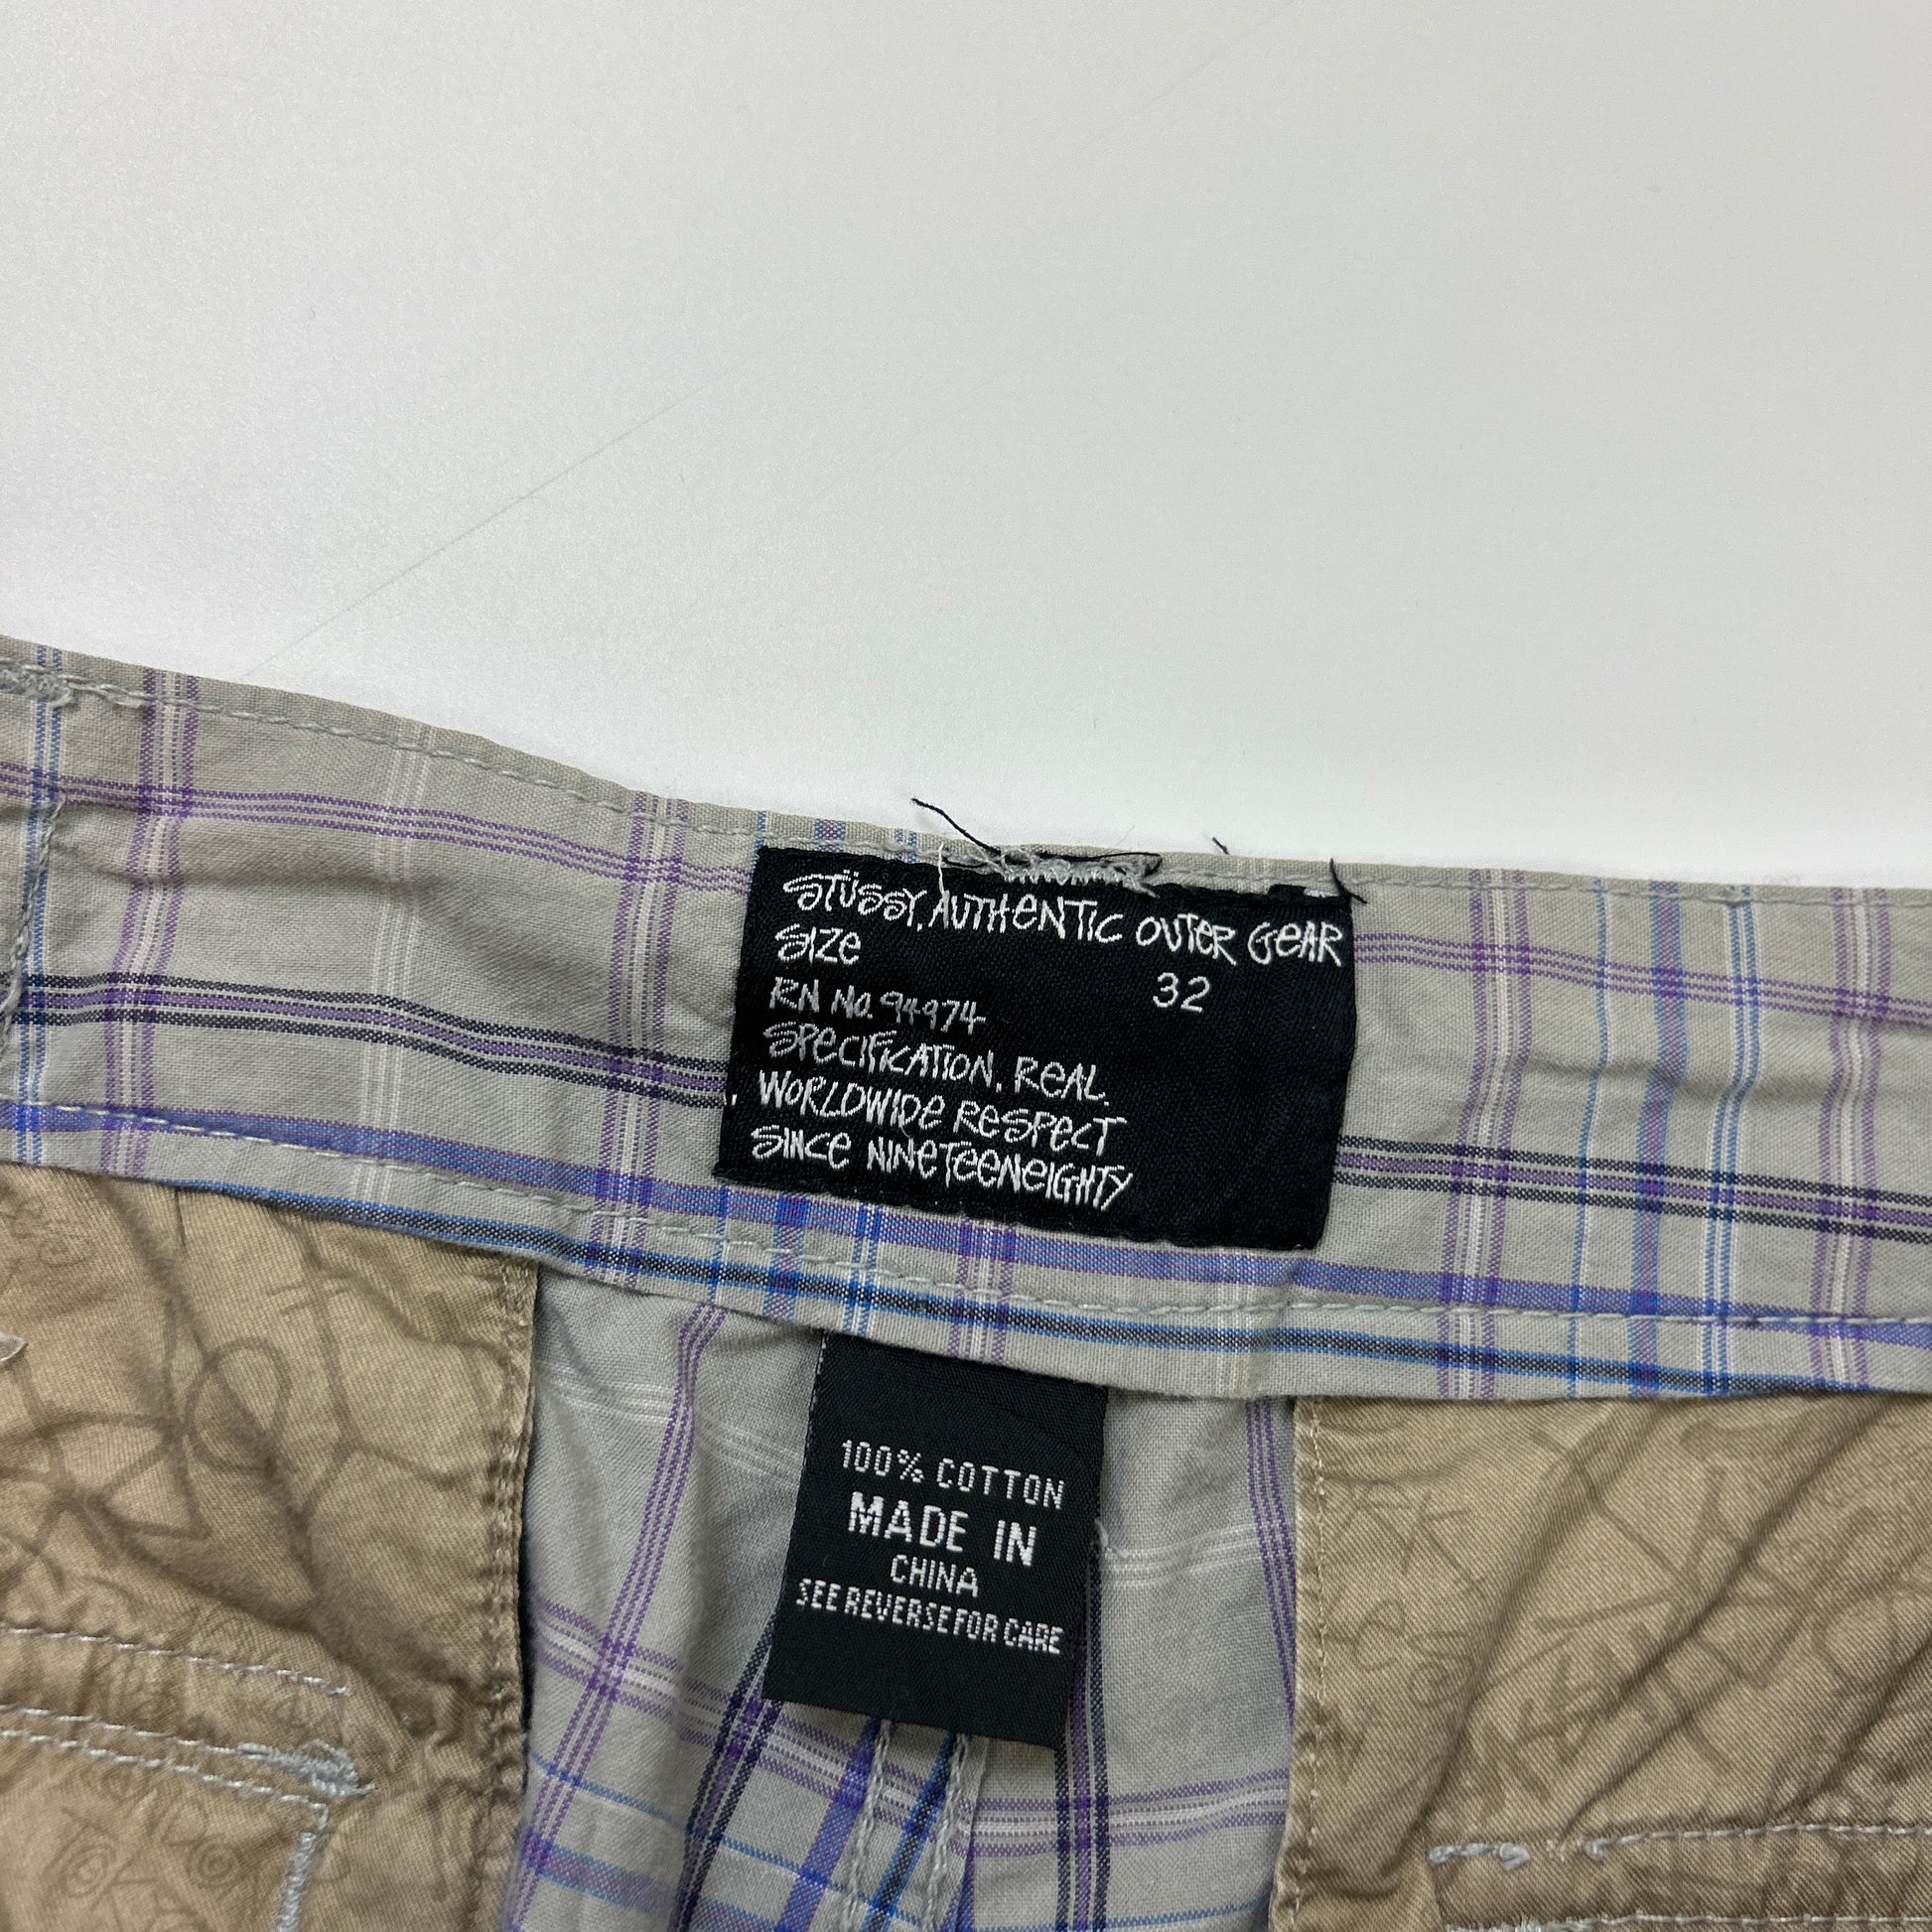 STÜSSY. AUTHENTIC OUTER GEAR
SIZE 32
RN No. 94974
SPECIFICATION. REAL.
WORLDWIDE RESPECT
SINCE NINETEENEIGHTY
100% COTTON
MADE IN
CHINA
SEE REVERSE FOR CARE